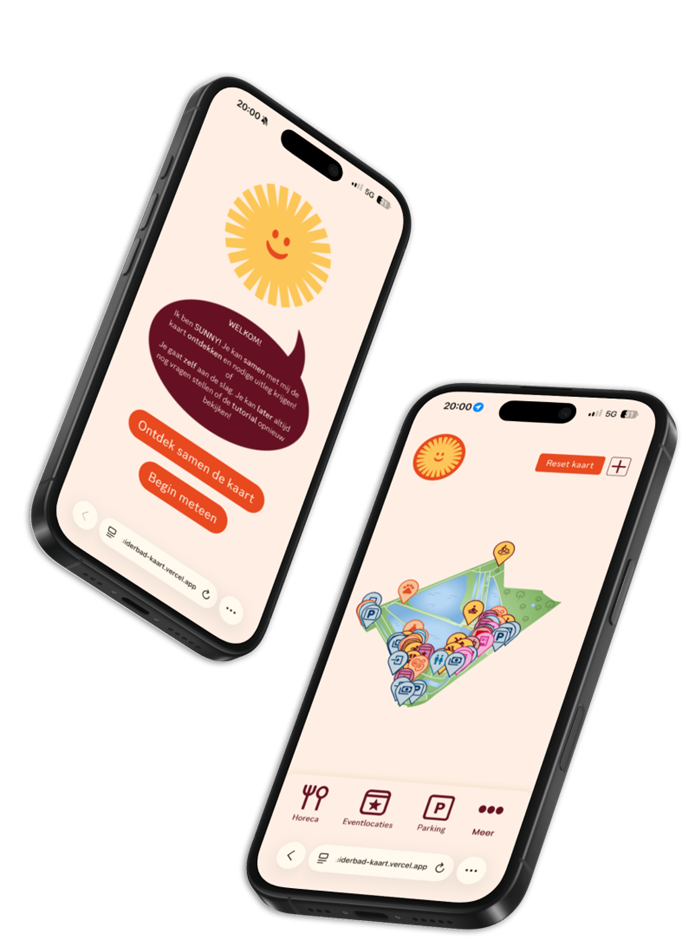 20:00
5G
WELKOM!
Ik ben SUNNY! Je kan samen met mij de
kaart ontdekken en nodige uitleg krijgen!
of
Je gaat zelf aan de slag. Je kan later altijd
nog vragen stellen of de tutorial opnieuw
bekijken!
Ontdek samen de kaart
Begin meteen
iderbad-kaart.vercel.app
20:00
5G
Reset kaart
P
P
P
P
Horeca
Eventlocaties
Parking
Meer
iderbad-kaart.vercel.app